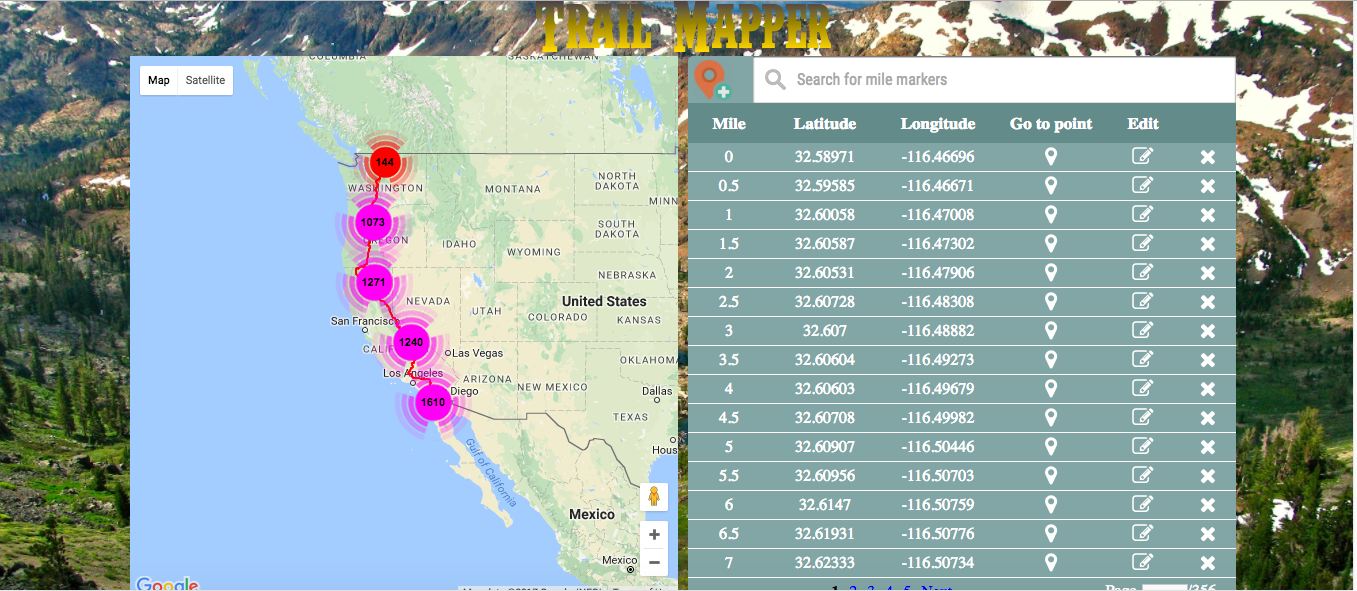 Trail Mapper
Map Satellite
144
WASHINGTON
MONTANA
NORTH
DAKOTA
MINN
1073
OREGON
IDAHO
SOUTH
DAKOTA
WYOMING
1271
NEBRASKA
NEVADA
UTAH
United States
COLORADO
KANSAS
San Francisco
1240
Las Vegas
OKLAHOMA
Los Angeles
ARIZONA
NEW MEXICO
Diego
Dallas
1610
TEXAS
Hous
Gulf of California
Mexico
Mexico
Google
Search for mile markers
Mile Latitude Longitude Go to point Edit
0 32.58971 -116.46696
0.5 32.59585 -116.46671
1 32.60058 -116.47008
1.5 32.60587 -116.47302
2 32.60531 -116.47906
2.5 32.60728 -116.48308
3 32.607 -116.48882
3.5 32.60604 -116.49273
4 32.60603 -116.49679
4.5 32.60708 -116.49982
5 32.60907 -116.50446
5.5 32.60956 -116.50703
6 32.6147 -116.50759
6.5 32.61931 -116.50776
7 32.62333 -116.50734
1 2 3 4 5 Next
Page /356